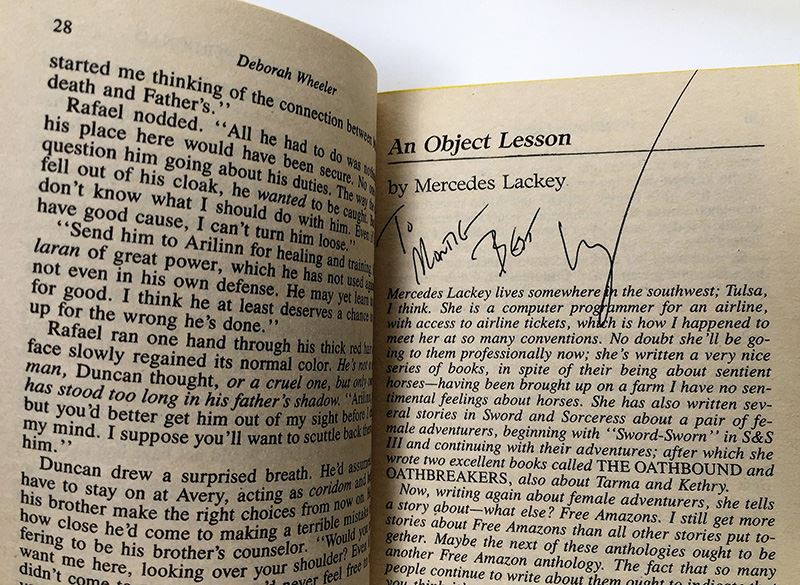 28
Deborah Wheeler
started me thinking of the connection between
death and Father's."
Rafael nodded. "All he had to do was
his place here would have been secure. No
question him going about his duties. The way
fell out of his cloak, he wanted to be caught.
don't know what I should do with him. Even
have good cause, I can't turn him loose."
"Send him to Arilinn for healing and training
laran of great power, which he has not used
not even in his own defense. He may yet learn
for good. I think he at least deserves a chance
up for the wrong he's done."
Rafael ran one hand through his thick red
face slowly regained its normal color. He's not
man, Duncan thought, or a cruel one, but only
has stood too long in his father's shadow.
but you'd better get him out of my sight before I
my mind. I suppose you'll want to scuttle back
him."
Duncan drew a surprised breath. He'd assumed
have to stay on at Avery, acting as coridom and
his brother make the right choices from now on.
how close he'd come to making a terrible mistake
fering to be his brother's counselor. "Would you
want me here, looking over your shoulder?
didn't come never feel free
An Object Lesson
by Mercedes Lackey
To
Best
Mercedes Lackey lives somewhere in the southwest; Tulsa,
I think. She is a computer programmer for an airline,
with access to airline tickets, which is how I happened to
meet her at so many conventions. No doubt she'll be go-
ing to them professionally now; she's written a very nice
series of books, in spite of their being about sentient
horses—having been brought up on a farm I have no sen-
timental feelings about horses. She has also written sev-
eral stories in Sword and Sorceress about a pair of fe-
male adventurers, beginning with "Sword-Sworn" in S&S
III and continuing with their adventures; after which she
wrote two excellent books called THE OATHBOUND and
OATHBREAKERS, also about Tarma and Kethry.
Now, writing again about female adventurers, she tells
a story about—what else? Free Amazons. I still get more
stories about Free Amazons than all other stories put to-
gether. Maybe the next of these anthologies ought to be
another Free Amazon anthology. The fact that so many
people continue to write about them ought to indicate that